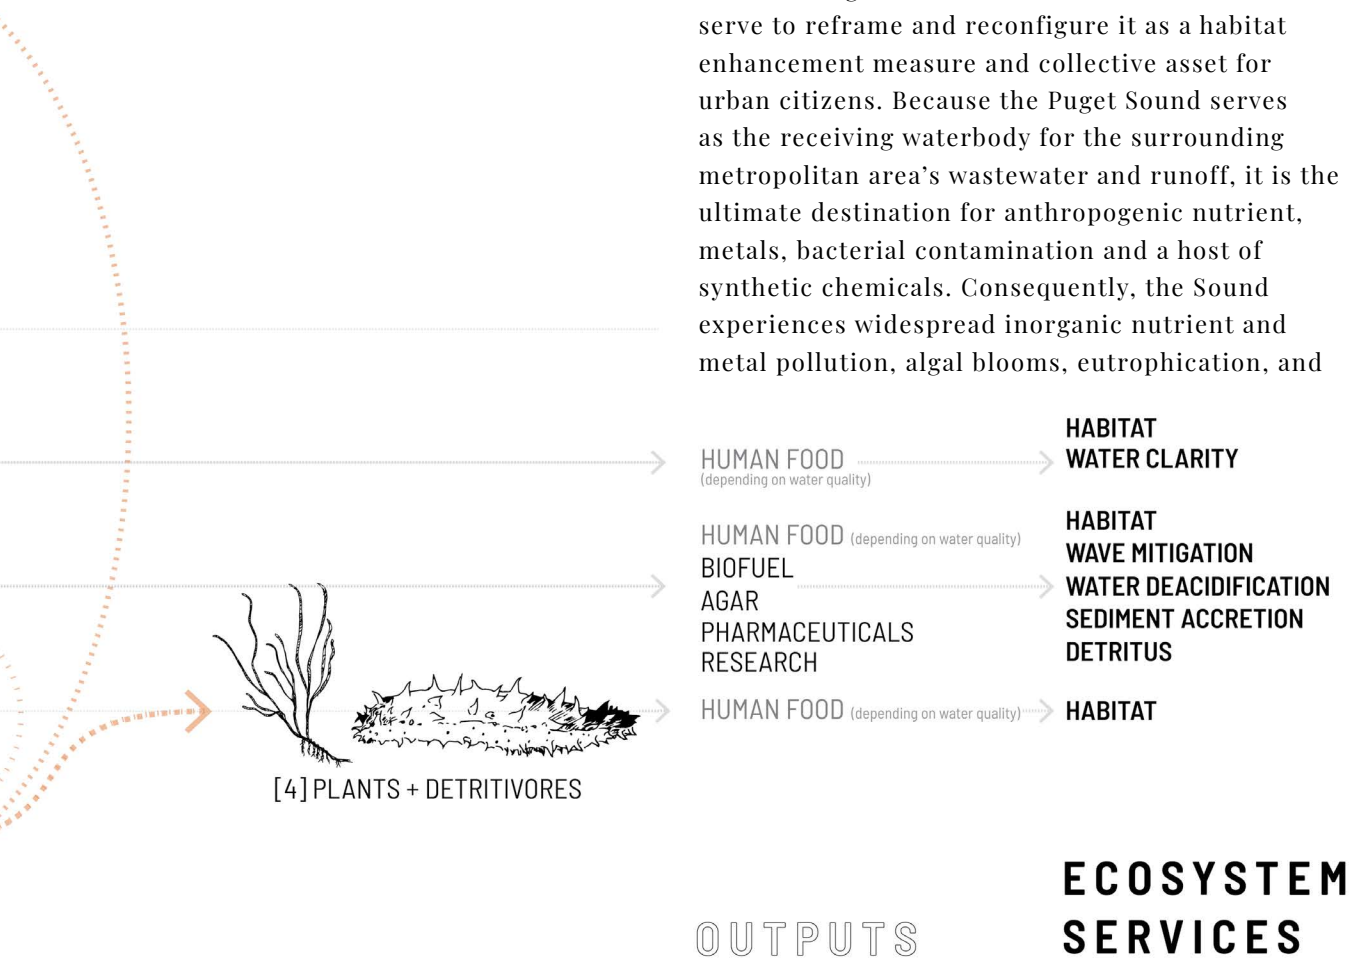 serve to reframe and reconfigure it as a habitat
enhancement measure and collective asset for
urban citizens. Because the Puget Sound serves
as the receiving waterbody for the surrounding
metropolitan area’s wastewater and runoff, it is the
ultimate destination for anthropogenic nutrient,
metals, bacterial contamination and a host of
synthetic chemicals. Consequently, the Sound
experiences widespread inorganic nutrient and
metal pollution, algal blooms, eutrophication, and
HUMAN FOOD
(depending on water quality)
HABITAT
WATER CLARITY
HUMAN FOOD (depending on water quality)
BIOFUEL
AGAR
PHARMACEUTICALS
RESEARCH
HABITAT
WAVE MITIGATION
WATER DEACIDIFICATION
SEDIMENT ACCRETION
DETRITUS
HUMAN FOOD (depending on water quality)
HABITAT
[4] PLANTS + DETRITIVORES
OUTPUTS
ECOSYSTEM
SERVICES